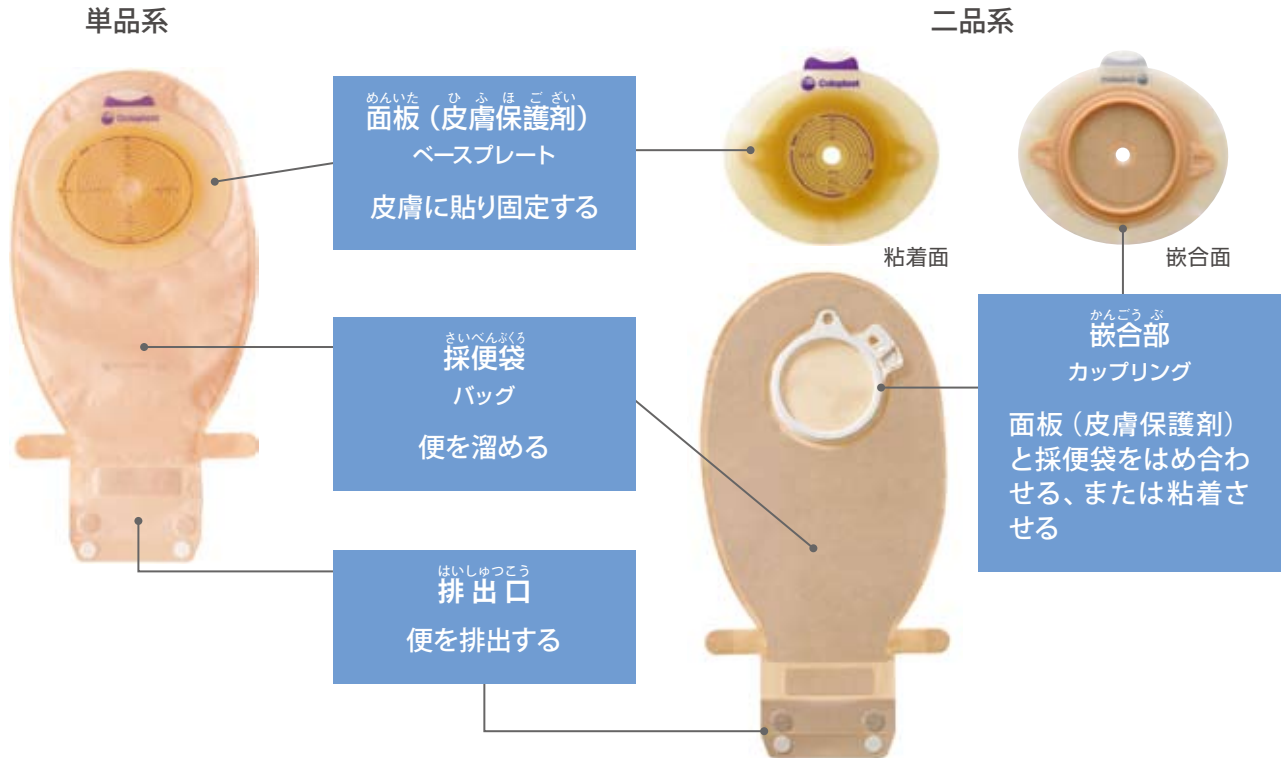 単品系
二品系
めんいた ひふほござい
面板（皮膚保護剤）
ベースプレート
皮膚に貼り固定する
Coloplast
Coloplast
粘着面
嵌合面
さいべんぶくろ
採便袋
バッグ
便を溜める
かんごうぶ
嵌合部
カップリング
面板（皮膚保護剤）
と採便袋をはめ合わ
せる、または粘着さ
せる
はいしゅつこう
排出口
便を排出する